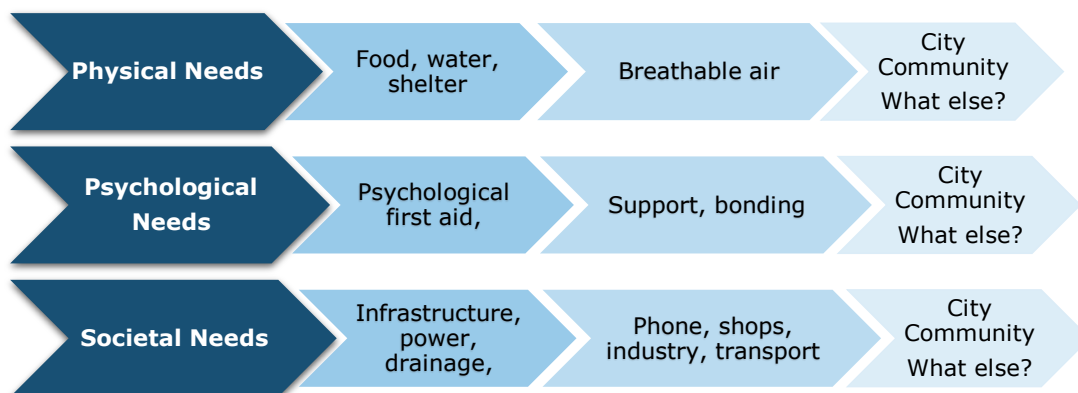 Physical Needs
Food, water,
shelter
Breathable air
City
Community
What else?
Psychological
Needs
Psychological
first aid,
Support, bonding
City
Community
What else?
Societal Needs
Infrastructure,
power,
drainage,
Phone, shops,
industry, transport
City
Community
What else?